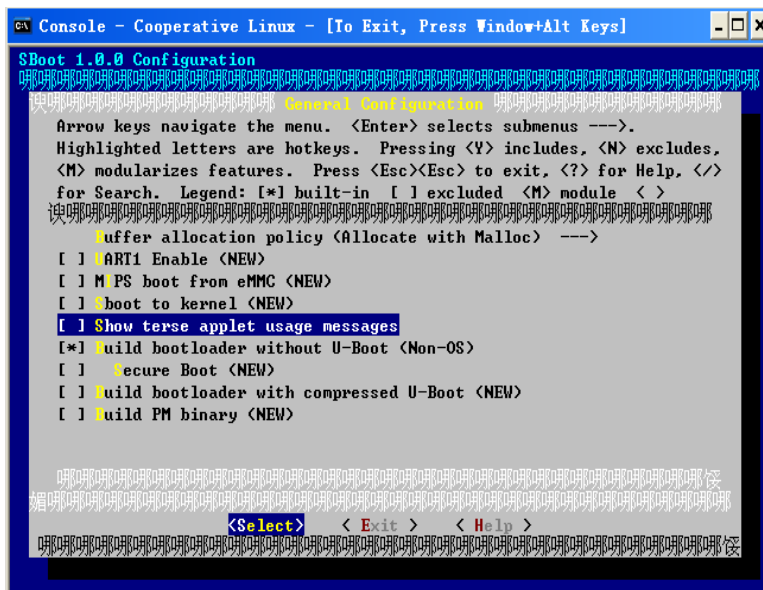 Console - Cooperative Linux - [To Exit, Press Window+Alt Keys]
SBoot 1.0.0 Configuration
General Configuration
Arrow keys navigate the menu. <Enter> selects submenus --->.
Highlighted letters are hotkeys. Pressing <Y> includes, <N> excludes,
<M> modularizes features. Press <Esc><Esc> to exit, <?> for Help, </>
for Search. Legend: [*] built-in [ ] excluded <M> module < >
Buffer allocation policy (Allocate with Malloc) --->
[ ] UART1 Enable (NEW)
[ ] MIPS boot from eMMC (NEW)
[ ] Sboot to kernel (NEW)
[ ] Show terse applet usage messages
[*] Build bootloader without U-Boot (Non-OS)
[ ] Secure Boot (NEW)
[ ] Build bootloader with compressed U-Boot (NEW)
[ ] Build PM binary (NEW)
<Select> < Exit > < Help >